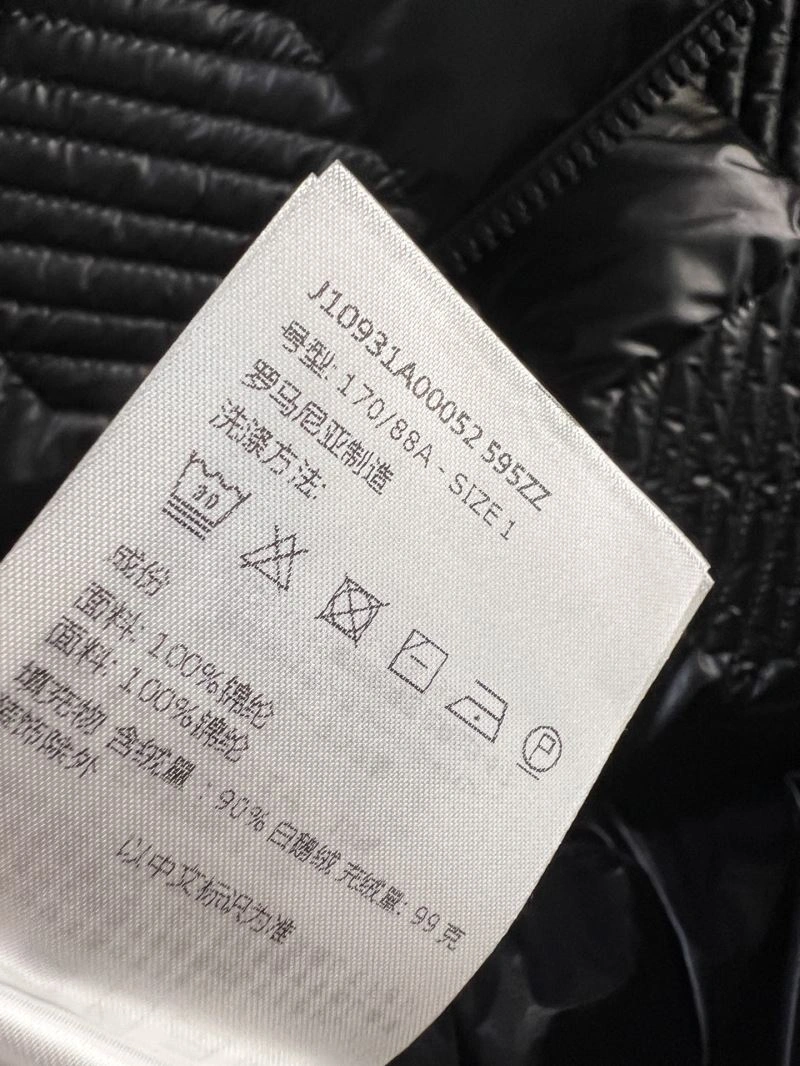 J10931A00052 595ZZ
号型: 170/88A - SIZE 1
罗马尼亚制造
洗涤方法:
30
P
成份
面料: 100%锦纶
面料: 100%锦纶
填充物 含绒量 : 90% 白鹅绒 充绒量: 99 克
装饰除外
以中文标识为准